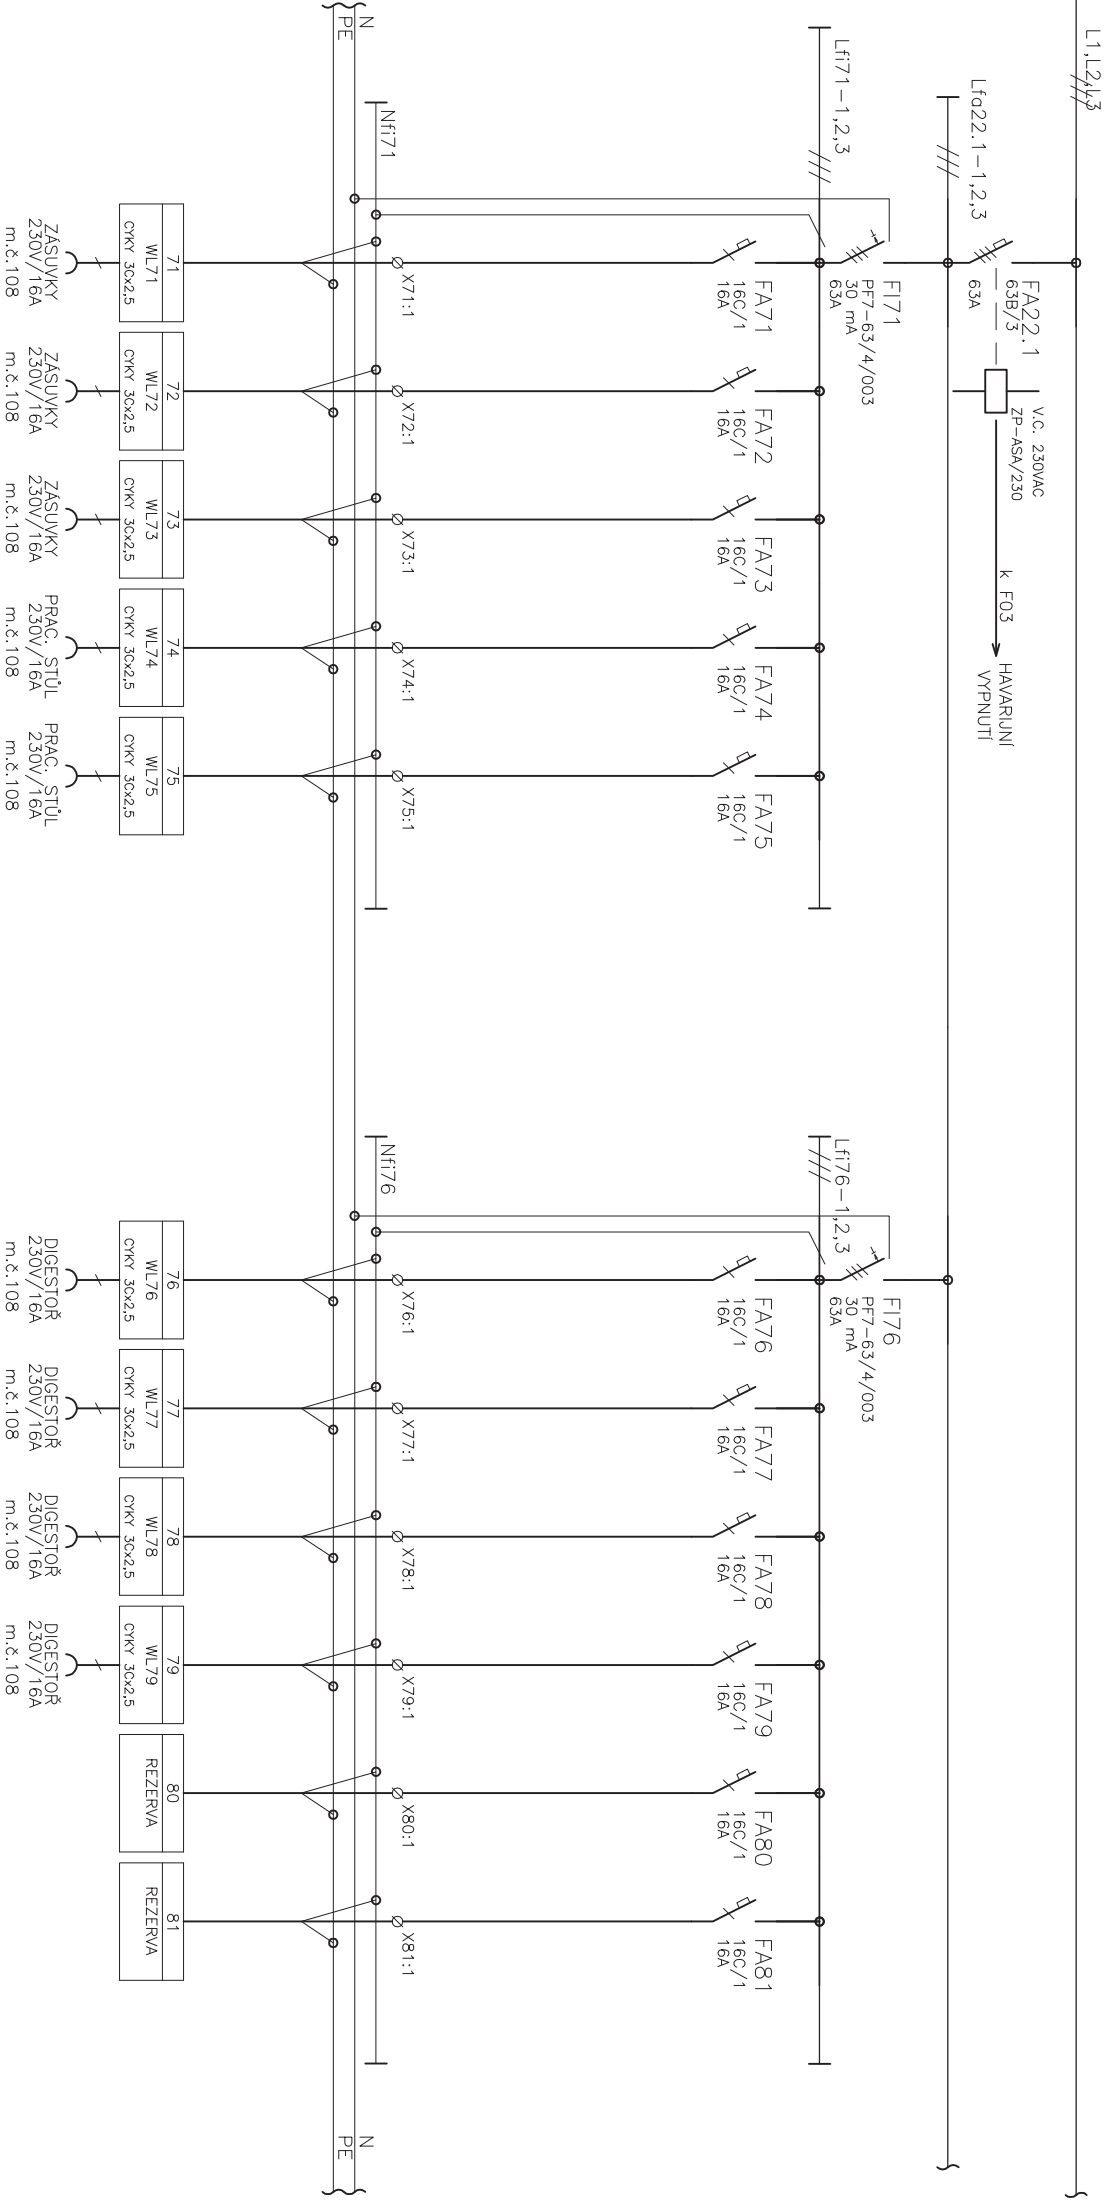 L1,L2,L3
FA22.1
63B/3
63A
V.C. 230VAC
ZP-ASA/230
k F03
HAVARIJNÍ
VYPNUTÍ
Lfa22.1-1,2,3
FI71
PF7-63/4/003
30 mA
63A
FI76
PF7-63/4/003
30 mA
63A
Lfi71-1,2,3
Lfi76-1,2,3
FA71
16C/1
16A
FA72
16C/1
16A
FA73
16C/1
16A
FA74
16C/1
16A
FA75
16C/1
16A
FA76
16C/1
16A
FA77
16C/1
16A
FA78
16C/1
16A
FA79
16C/1
16A
FA80
16C/1
16A
FA81
16C/1
16A
Nfi71
Nfi76
X71:1
X72:1
X73:1
X74:1
X75:1
X76:1
X77:1
X78:1
X79:1
X80:1
X81:1
N
PE
N
PE
71
WL71
CYKY 3Cx2,5
ZÁSUVKY
230V/16A
m.č.108
72
WL72
CYKY 3Cx2,5
ZÁSUVKY
230V/16A
m.č.108
73
WL73
CYKY 3Cx2,5
ZÁSUVKY
230V/16A
m.č.108
74
WL74
CYKY 3Cx2,5
PRAC. STŮL
230V/16A
m.č.108
75
WL75
CYKY 3Cx2,5
PRAC. STŮL
230V/16A
m.č.108
76
WL76
CYKY 3Cx2,5
DIGESTOŘ
230V/16A
m.č.108
77
WL77
CYKY 3Cx2,5
DIGESTOŘ
230V/16A
m.č.108
78
WL78
CYKY 3Cx2,5
DIGESTOŘ
230V/16A
m.č.108
79
WL79
CYKY 3Cx2,5
DIGESTOŘ
230V/16A
m.č.108
80
REZERVA
81
REZERVA